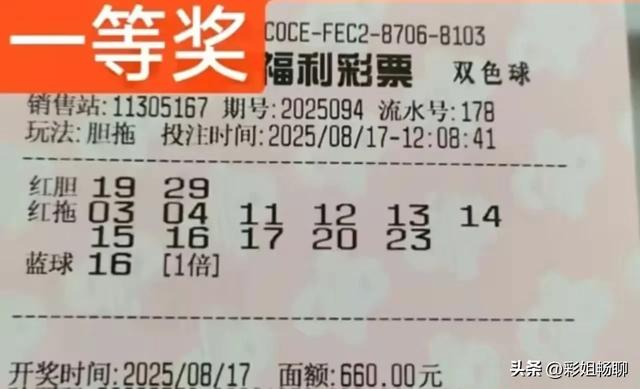 一等奖
COCE-FEC2-8706-8103
福利彩票 双色球
销售站:11305167 期号:2025094 流水号:178
玩法:胆拖 投注时间:2025/08/17-12:08:41
红胆 19 29
红拖 03 04 11 12 13 14
15 16 17 20 23
蓝球 16 [1倍]
开奖时间:2025/08/17 面额:660.00元
头条 @彩姐畅聊